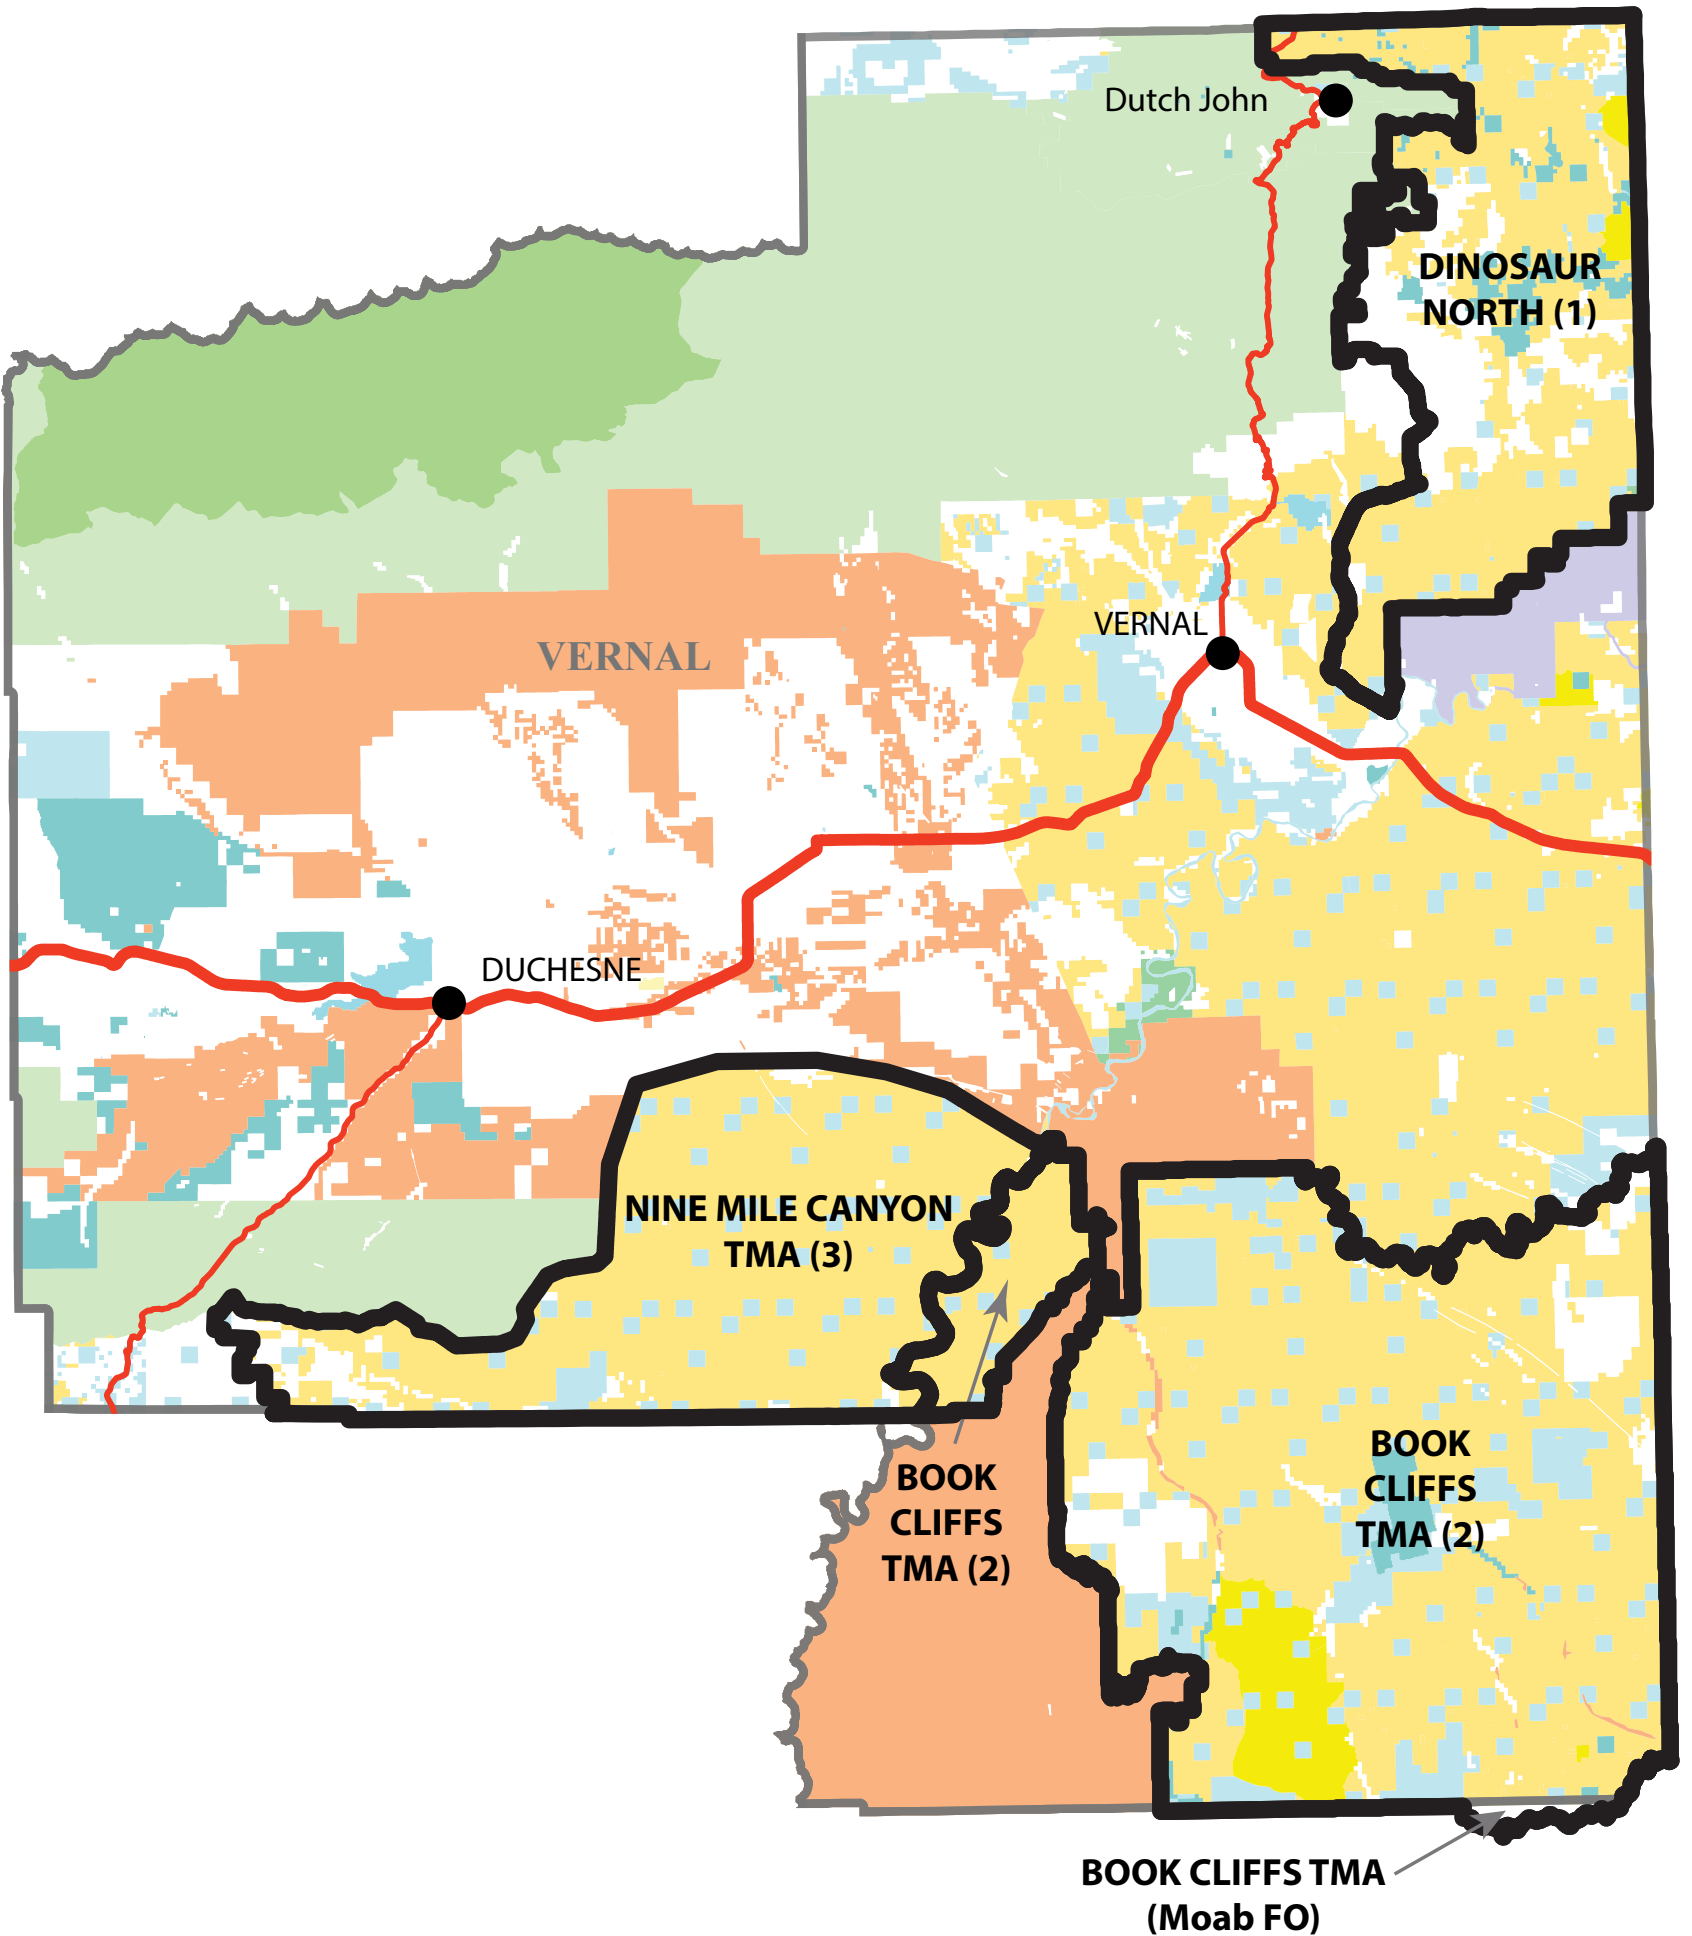 Dutch John
DINOSAUR
NORTH (1)
VERNAL
VERNAL
DUCHESNE
NINE MILE CANYON
TMA (3)
BOOK
CLIFFS
TMA (2)
BOOK
CLIFFS
TMA (2)
BOOK CLIFFS TMA
(Moab FO)